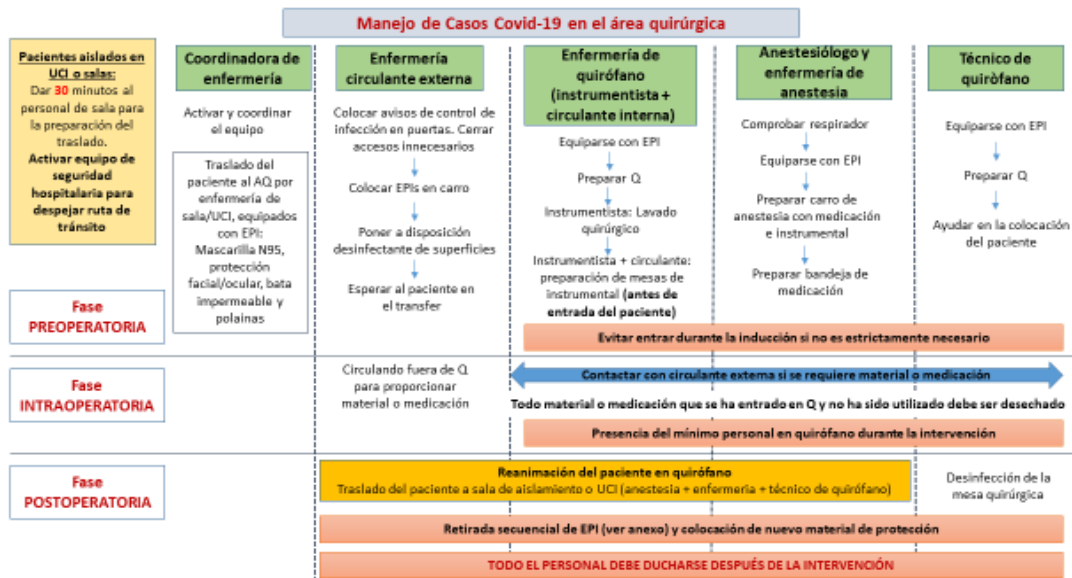 Manejo de Casos Covid-19 en el área quirúrgica
Pacientes aislados en
UCI o salas:
Dar 30 minutos al
personal de sala para
la preparación del
traslado.
Activar equipo de
seguridad
hospitalaria para
despejar ruta de
tránsito
Coordinadora de
enfermería
Activar y coordinar
el equipo
Traslado del
paciente al AQ por
enfermería de
sala/UCI, equipados
con EPI:
Mascarilla N95,
protección
facial/ocular, bata
impermeable y
polainas
Enfermería
circulante externa
Colocar avisos de control de
infección en puertas. Cerrar
accesos innecesarios
Colocar EPIs en carro
Poner a disposición
desinfectante de superficies
Esperar al paciente en
el transfer
Enfermería de
quirófano
(instrumentista +
circulante interna)
Equiparse con EPI
Preparar Q
Instrumentista: Lavado
quirúrgico
Instrumentista + circulante:
preparación de mesas de
instrumental (antes de
entrada del paciente)
Anestesiólogo y
enfermería de
anestesia
Comprobar respirador
Equiparse con EPI
Preparar carro de
anestesia con medicación
e instrumental
Preparar bandeja de
medicación
Técnico de
quiròfano
Equiparse con EPI
Preparar Q
Ayudar en la colocación
del paciente
Fase
PREOPERATORIA
Evitar entrar durante la inducción si no es estrictamente necesario
Fase
INTRAOPERATORIA
Circulando fuera de Q
para proporcionar
material o medicación
Contactar con circulante externa si se requiere material o medicación
Todo material o medicación que se ha entrado en Q y no ha sido utilizado debe ser desechado
Presencia del mínimo personal en quirófano durante la intervención
Fase
POSTOPERATORIA
Reanimación del paciente en quirófano
Traslado del paciente a sala de aislamiento o UCI (anestesia + enfermeria + técnico de quirófano)
Desinfección de la
mesa quirúrgica
Retirada secuencial de EPI (ver anexo) y colocación de nuevo material de protección
TODO EL PERSONAL DEBE DUCHARSE DESPUÉS DE LA INTERVENCIÓN